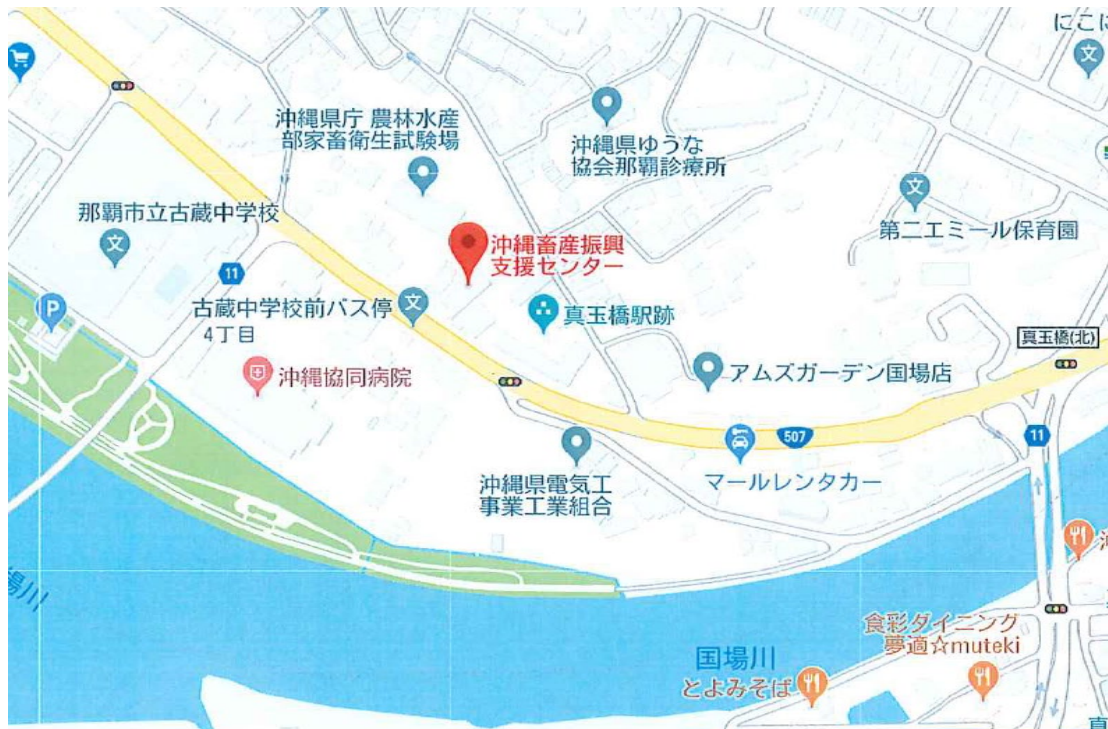 にこに
沖縄県庁 農林水産
部家畜衛生試験場
沖縄県ゆうな
協会那覇診療所
那覇市立古蔵中学校
第二エミール保育園
沖縄畜産振興
支援センター
11
古蔵中学校前バス停
4丁目
真玉橋駅跡
真玉橋(北)
P
沖縄協同病院
アムズガーデン国場店
507
11
沖縄県電気工
事業工業組合
マールレンタカー
場川
食彩ダイニング
夢適☆muteki
国場川
とよみそば
真